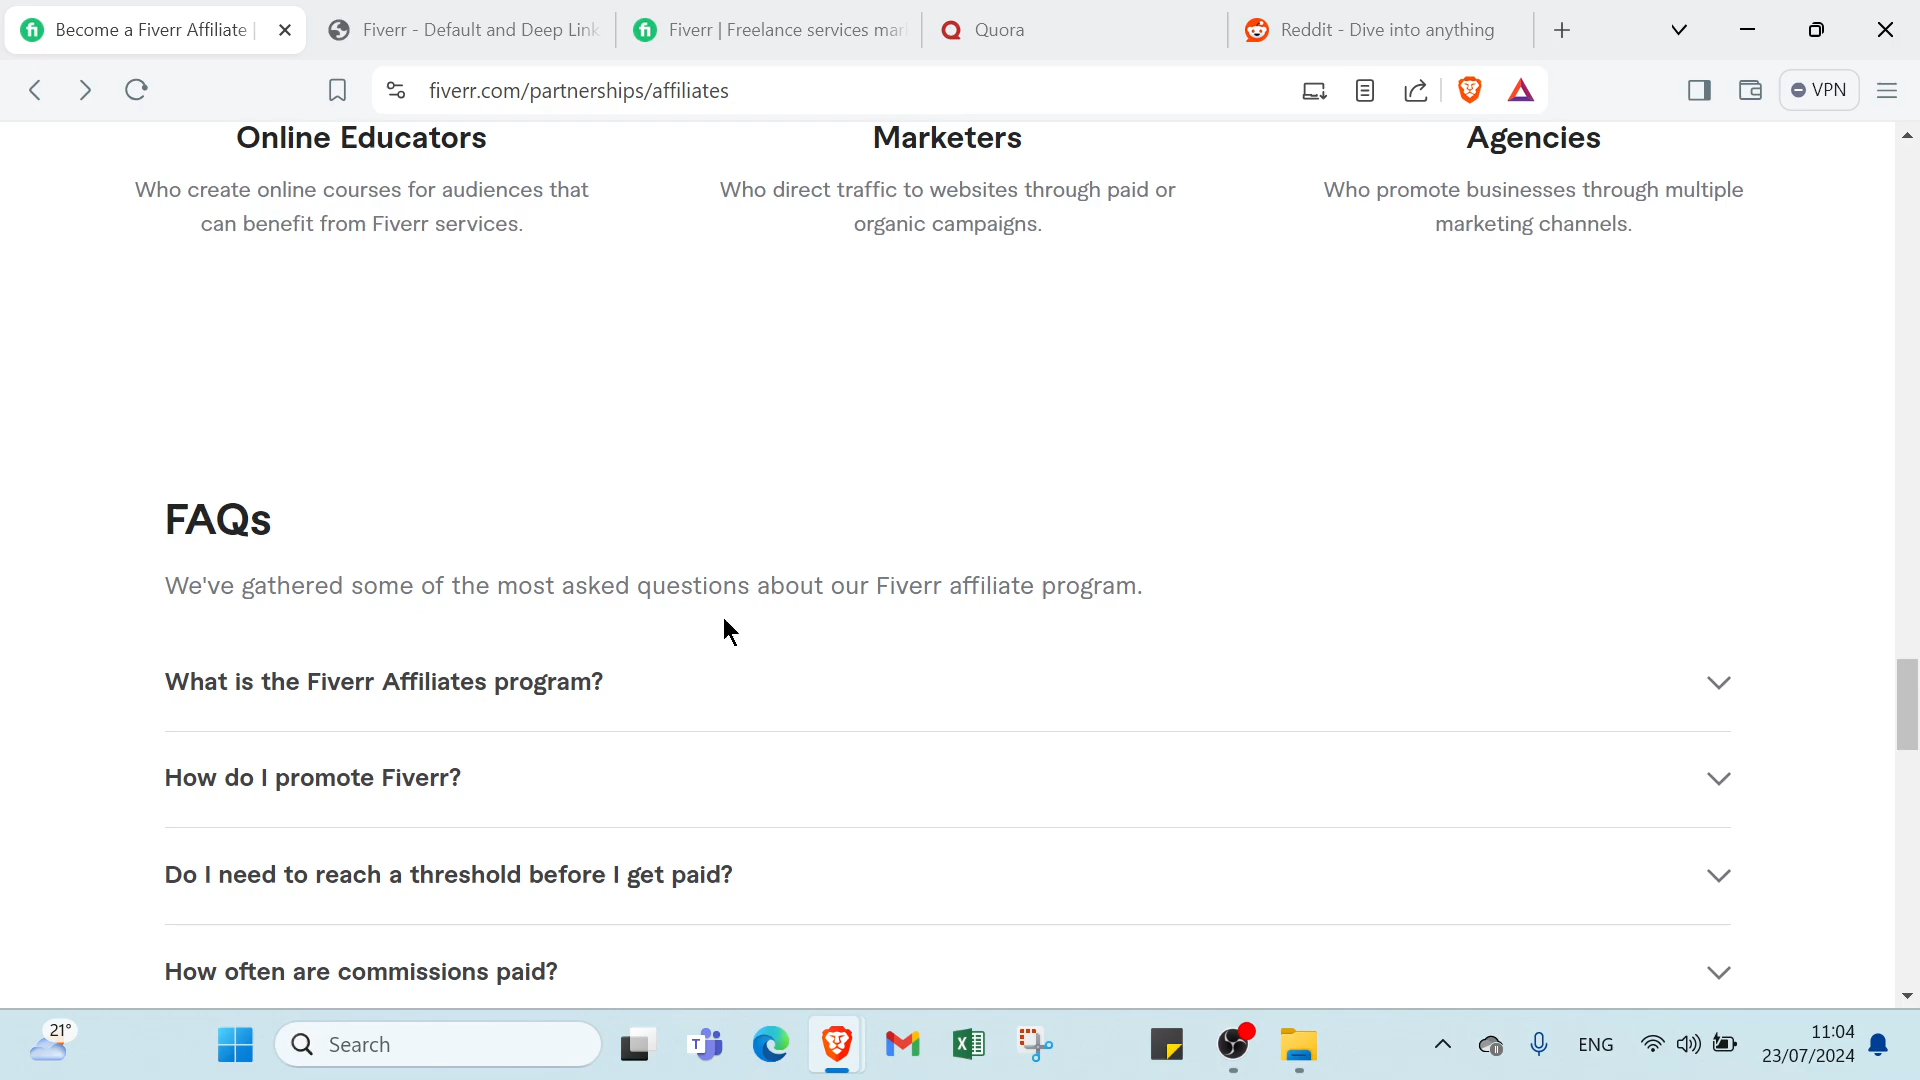 Become a Fiverr Affiliate
Fiverr - Default and Deep Link
Fiverr | Freelance services mar
Quora
Reddit - Dive into anything
fiverr.com/partnerships/affiliates
VPN
Online Educators
Who create online courses for audiences that
can benefit from Fiverr services.
Marketers
Who direct traffic to websites through paid or
organic campaigns.
Agencies
Who promote businesses through multiple
marketing channels.
FAQs
We've gathered some of the most asked questions about our Fiverr affiliate program.
What is the Fiverr Affiliates program?
How do I promote Fiverr?
Do I need to reach a threshold before I get paid?
How often are commissions paid?
21°
Search
ENG
11:04
23/07/2024